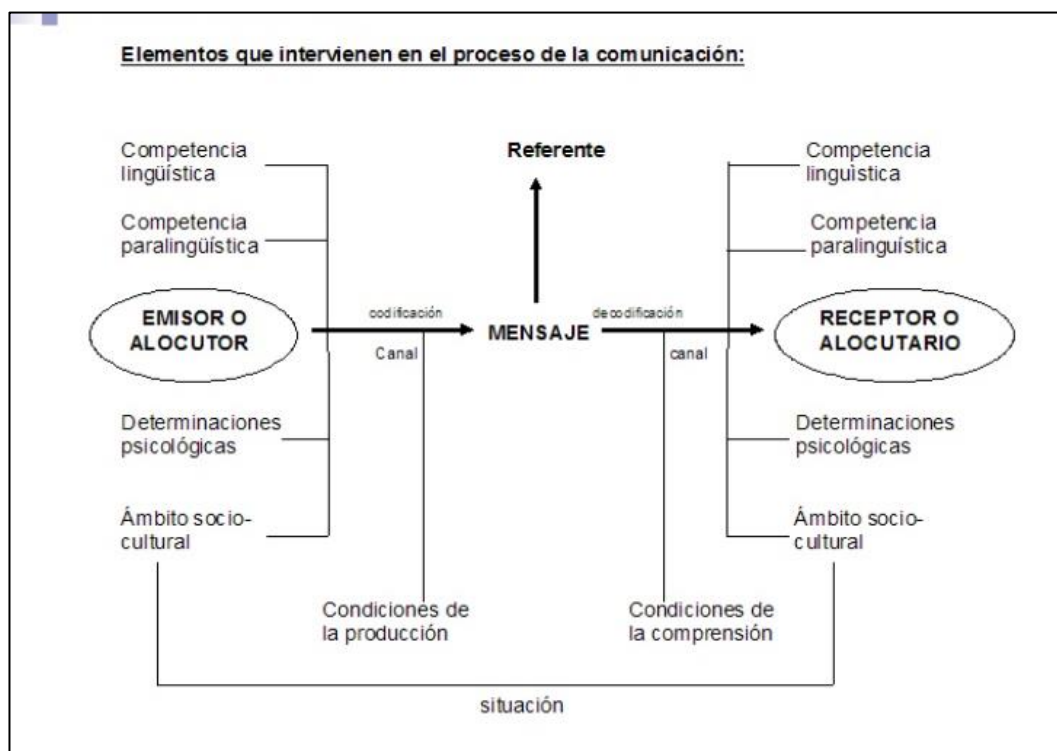 Elementos que intervienen en el proceso de la comunicación:
Competencia
lingüística
Competencia
paralingüística
EMISOR O
ALOCUTOR
Determinaciones
psicológicas
Ámbito socio-
cultural
codificación
Canal
Condiciones de
la producción
Referente
MENSAJE
decodificación
canal
Condiciones de
la comprensión
Competencia
linguìstica
Competencia
paralinguística
RECEPTOR O
ALOCUTARIO
Determinaciones
psicológicas
Ámbito socio-
cultural
situación